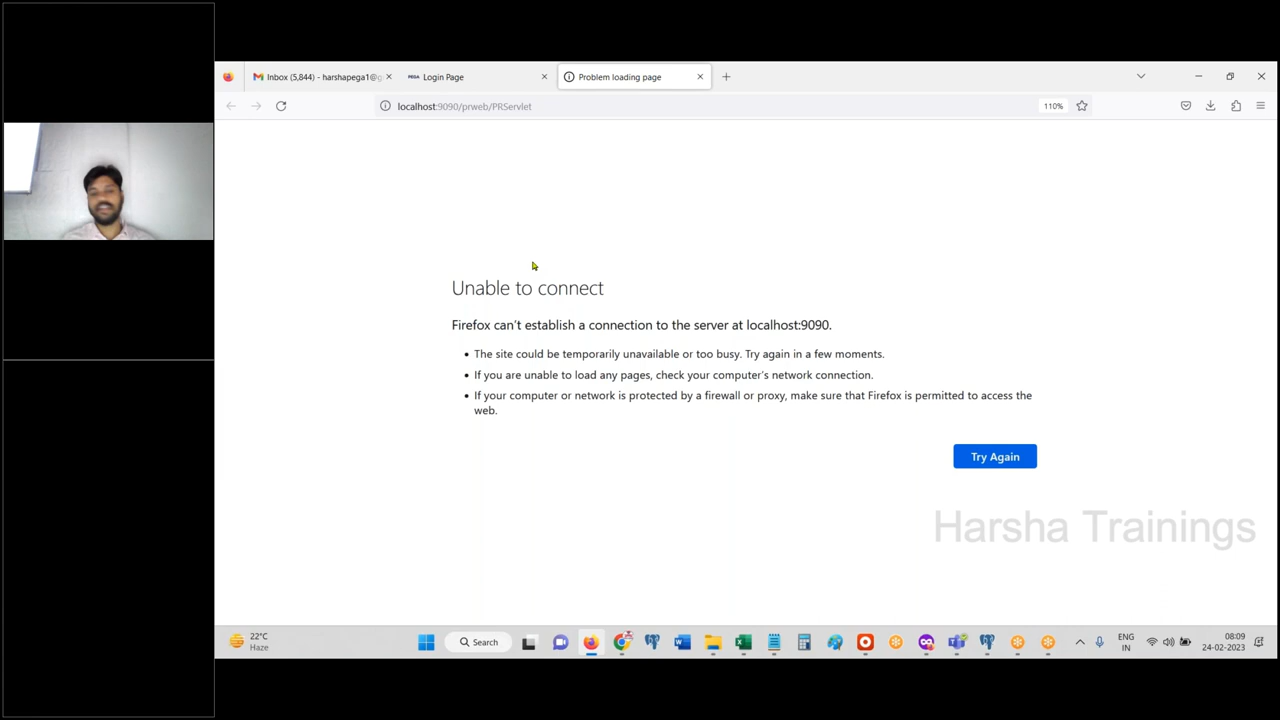 Inbox (5,844) - harshapega1@g
PEGA Login Page
Problem loading page
localhost:9090/prweb/PRServlet
110%
Unable to connect
Firefox can't establish a connection to the server at localhost:9090.
The site could be temporarily unavailable or too busy. Try again in a few moments.
If you are unable to load any pages, check your computer's network connection.
If your computer or network is protected by a firewall or proxy, make sure that Firefox is permitted to access the
web.
Try Again
Harsha Trainings
22°C
Haze
Search
ENG
IN
08:09
24-02-2023